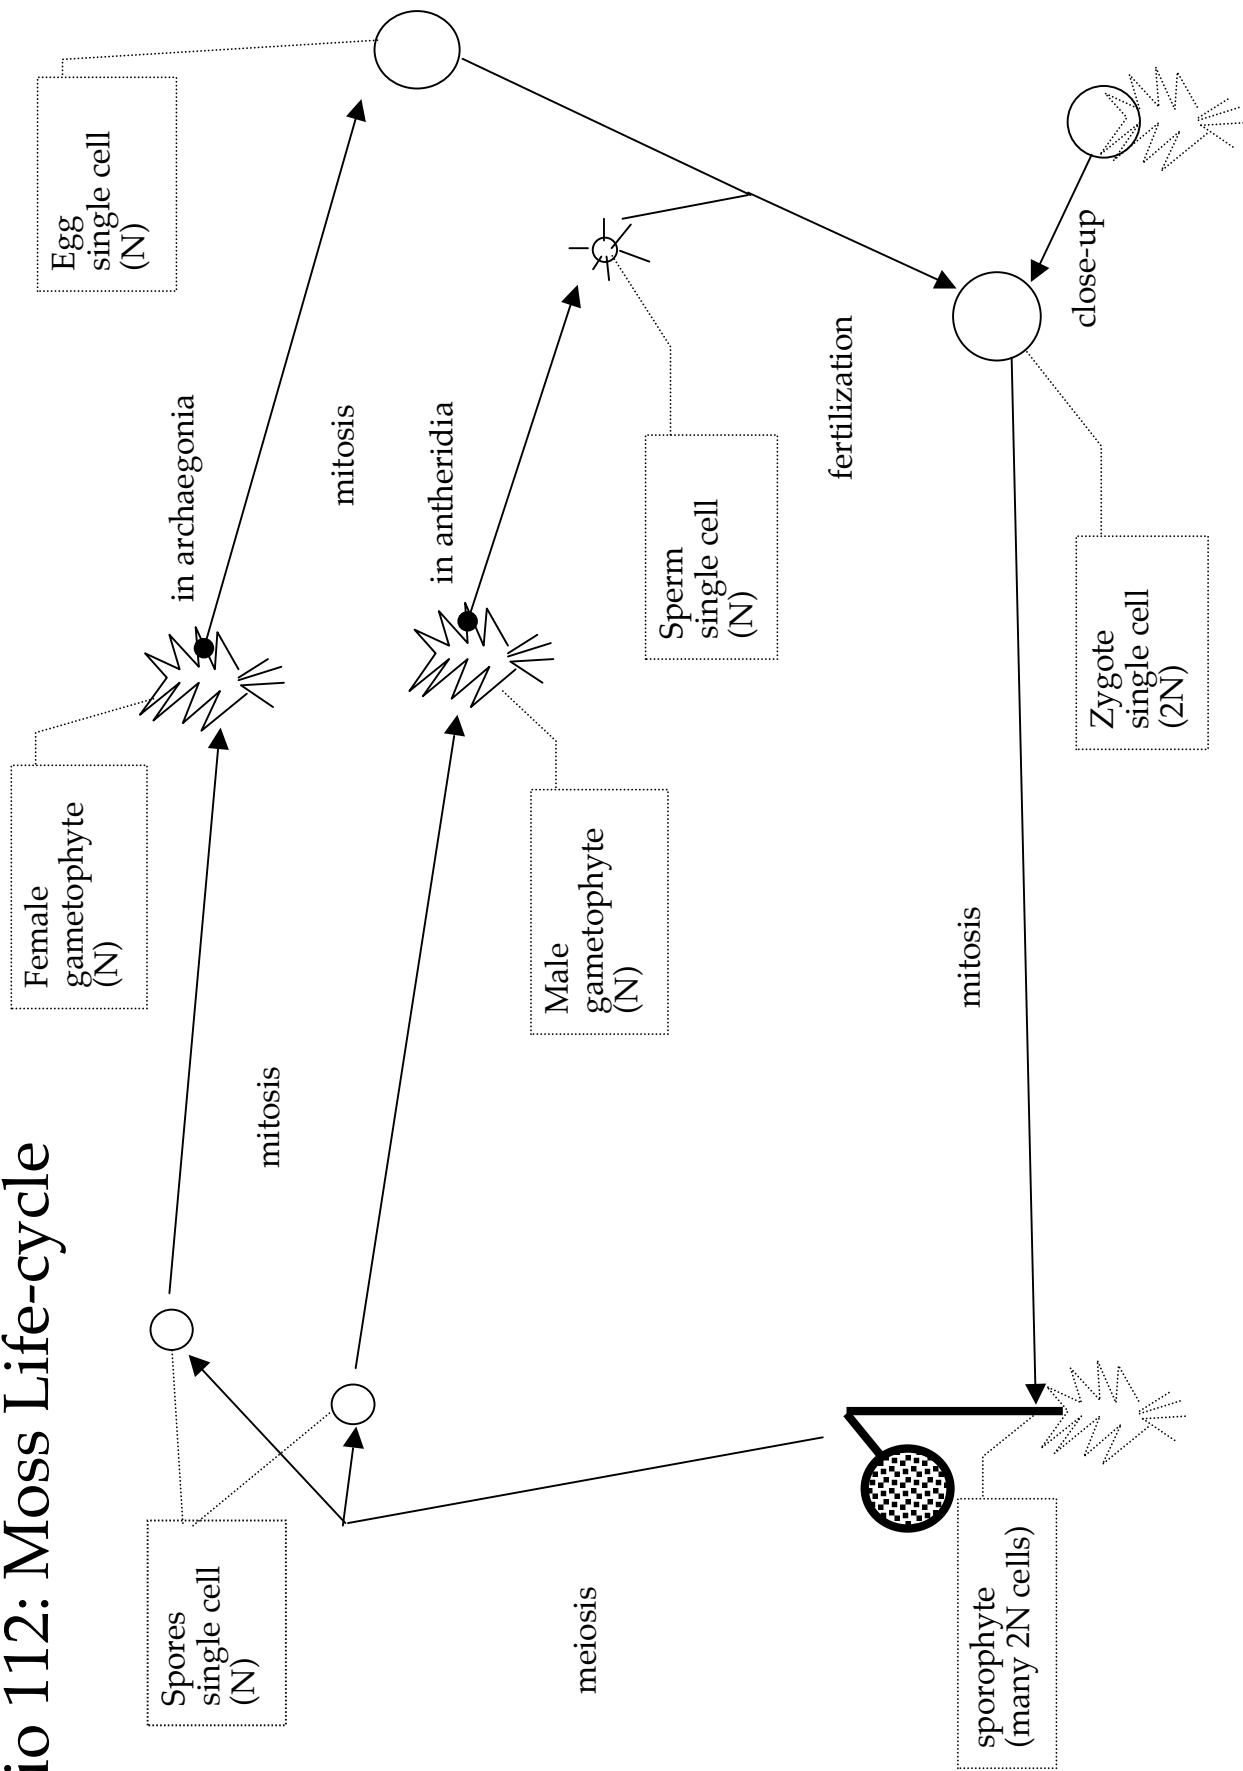 io 112: Moss Life-cycle
Spores
single cell
(N)
mitosis
Female
gametophyte
(N)
in archaegonia
mitosis
Egg
single cell
(N)
in antheridia
Male
gametophyte
(N)
Sperm
single cell
(N)
meiosis
fertilization
mitosis
close-up
sporophyte
(many 2N cells)
Zygote
single cell
(2N)